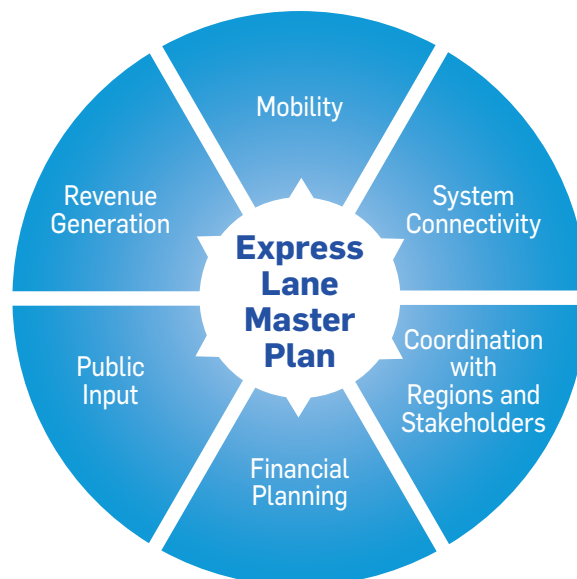 Mobility
System
Connectivity
Coordination
with
Regions and
Stakeholders
Financial
Planning
Public
Input
Revenue
Generation
Express
Lane
Master
Plan